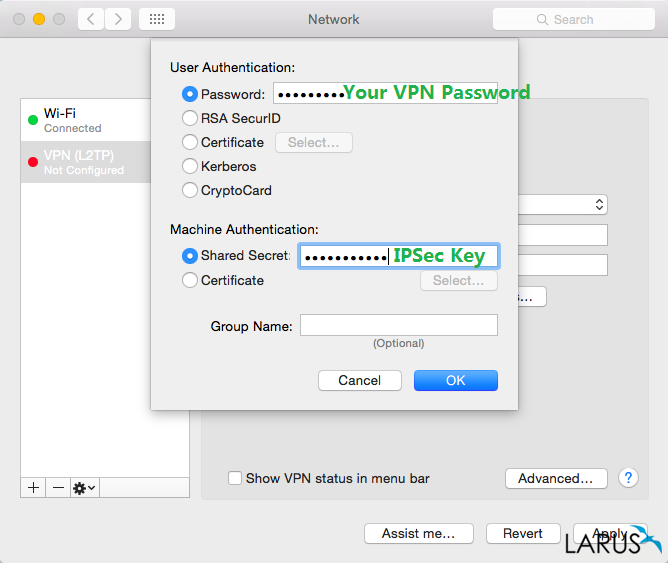 Network
Search
User Authentication:
Password: •••••••••Your VPN Password
RSA SecurID
Certificate Select...
Kerberos
CryptoCard
Machine Authentication:
Shared Secret: ••••••••••• IPSec Key
Certificate Select...
Group Name:
(Optional)
Cancel OK
Wi-Fi
Connected
VPN (L2TP)
Not Configured
s...
Show VPN status in menu bar Advanced... ?
Assist me... Revert Apply
LARUS